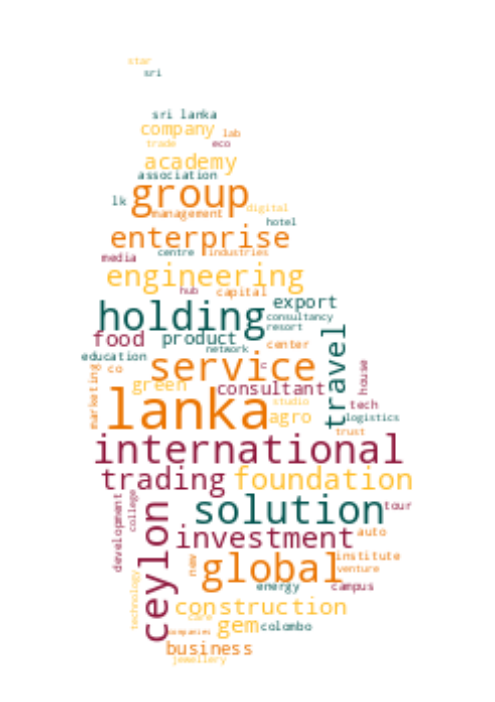 star
sri
sri lanka
company
lab
trade
eco
academy
association
group
lk
digital
management
hotel
enterprise
centre
industries
media
engineering
hub
capital
export
holding
consultancy
resort
food
product
travel
center
network
education
service
co
c
house
marketing
green
consultant
lanka
studio
tech
agro
logistics
trust
international
trading
foundation
development
college
solution
tour
ceylon
investment
auto
institute
new
global
venture
technology
energy
campus
construction
care
gem
colombo
companies
business
jewellery